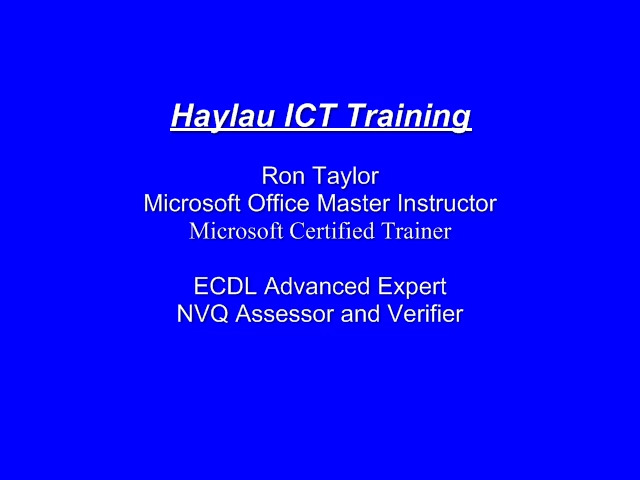 Haylau ICT Training
Ron Taylor
Microsoft Office Master Instructor
Microsoft Certified Trainer
ECDL Advanced Expert
NVQ Assessor and Verifier